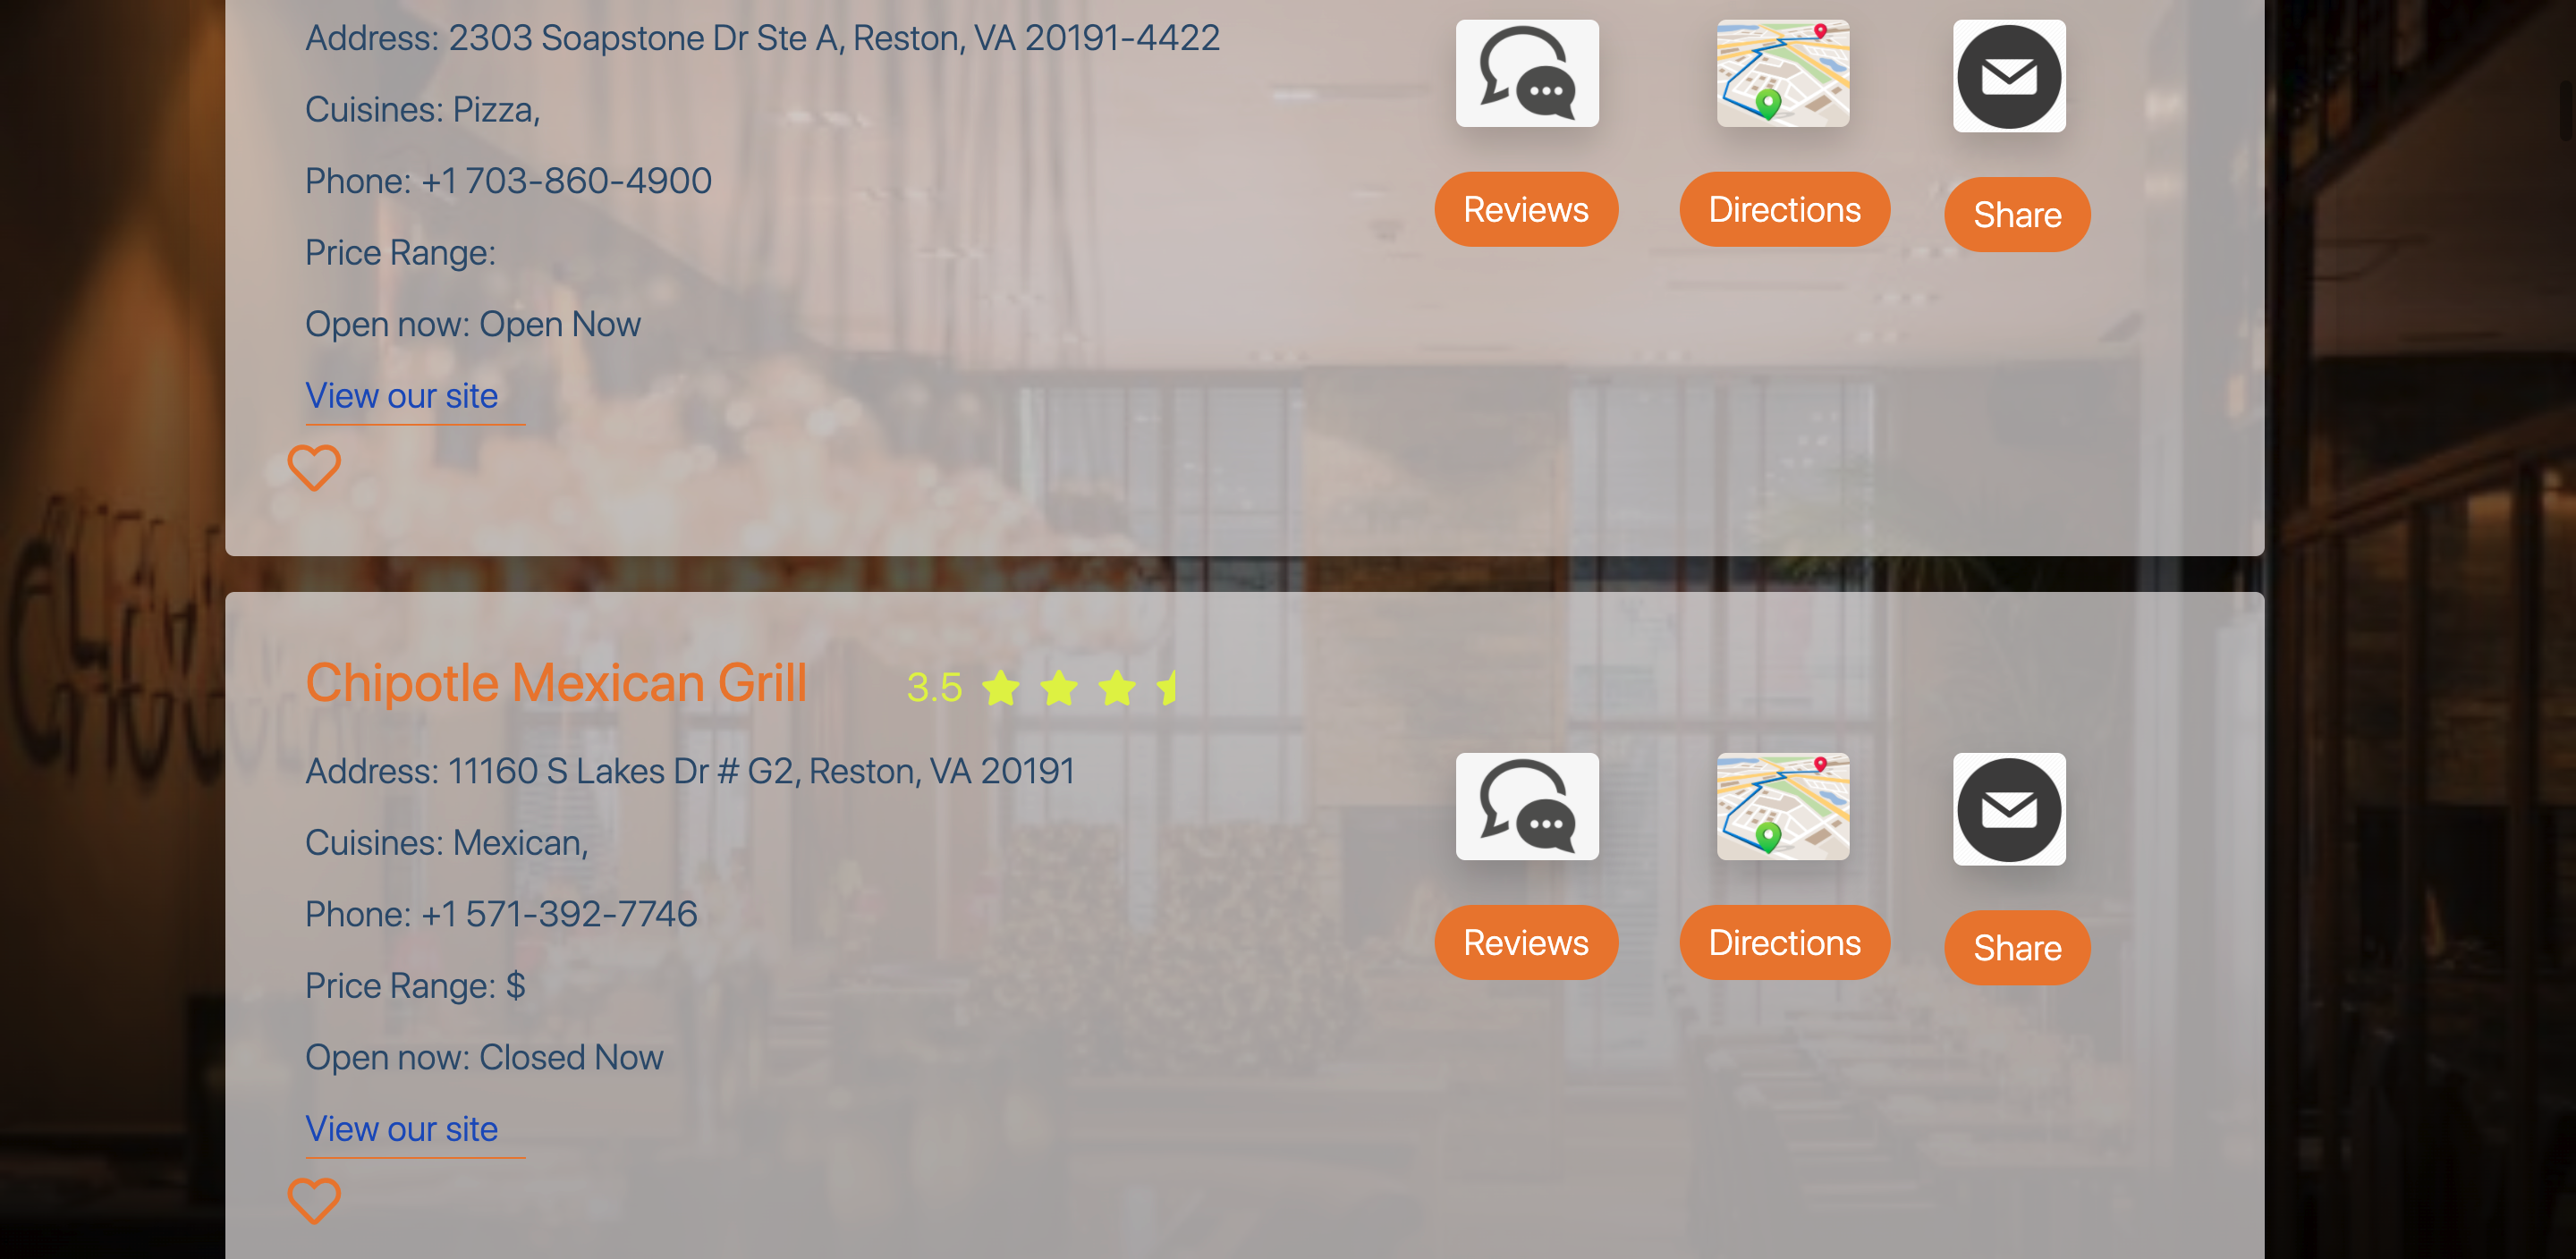 Address: 2303 Soapstone Dr Ste A, Reston, VA 20191-4422
Cuisines: Pizza,
Phone: +1 703-860-4900
Price Range:
Open now: Open Now
View our site
Reviews
Directions
Share
Chipotle Mexican Grill 3.5
Address: 11160 S Lakes Dr # G2, Reston, VA 20191
Cuisines: Mexican,
Phone: +1 571-392-7746
Price Range: $
Open now: Closed Now
View our site
Reviews
Directions
Share